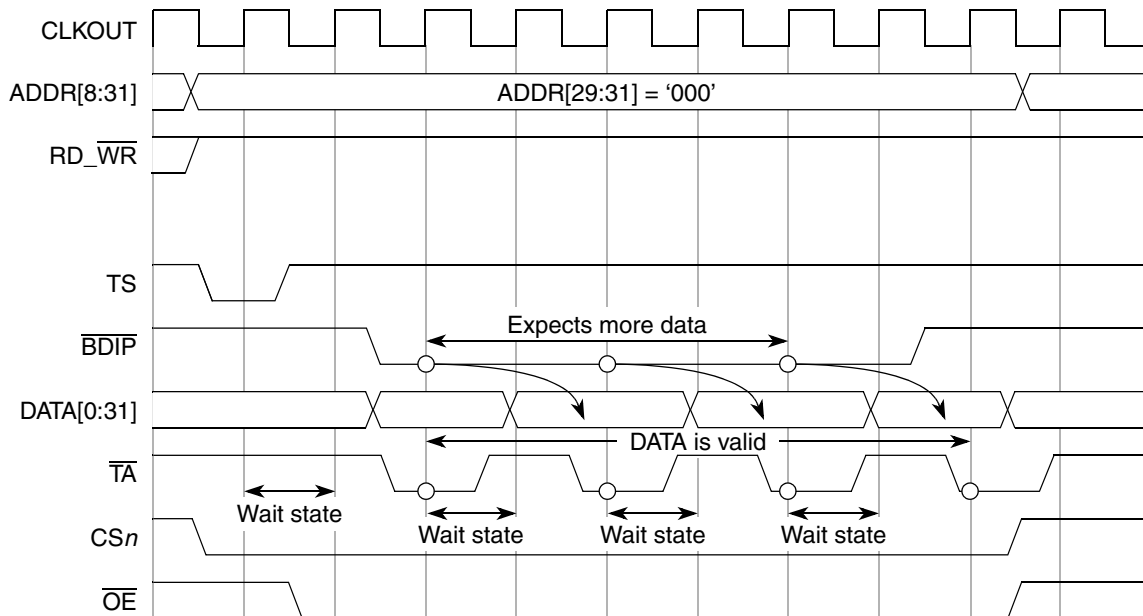 CLKOUT
ADDR[8:31]
ADDR[29:31] = ‘000’
RD_WR
TS
Expects more data
BDIP
DATA[0:31]
DATA is valid
TA
Wait state
Wait state
Wait state
Wait state
CSn
OE